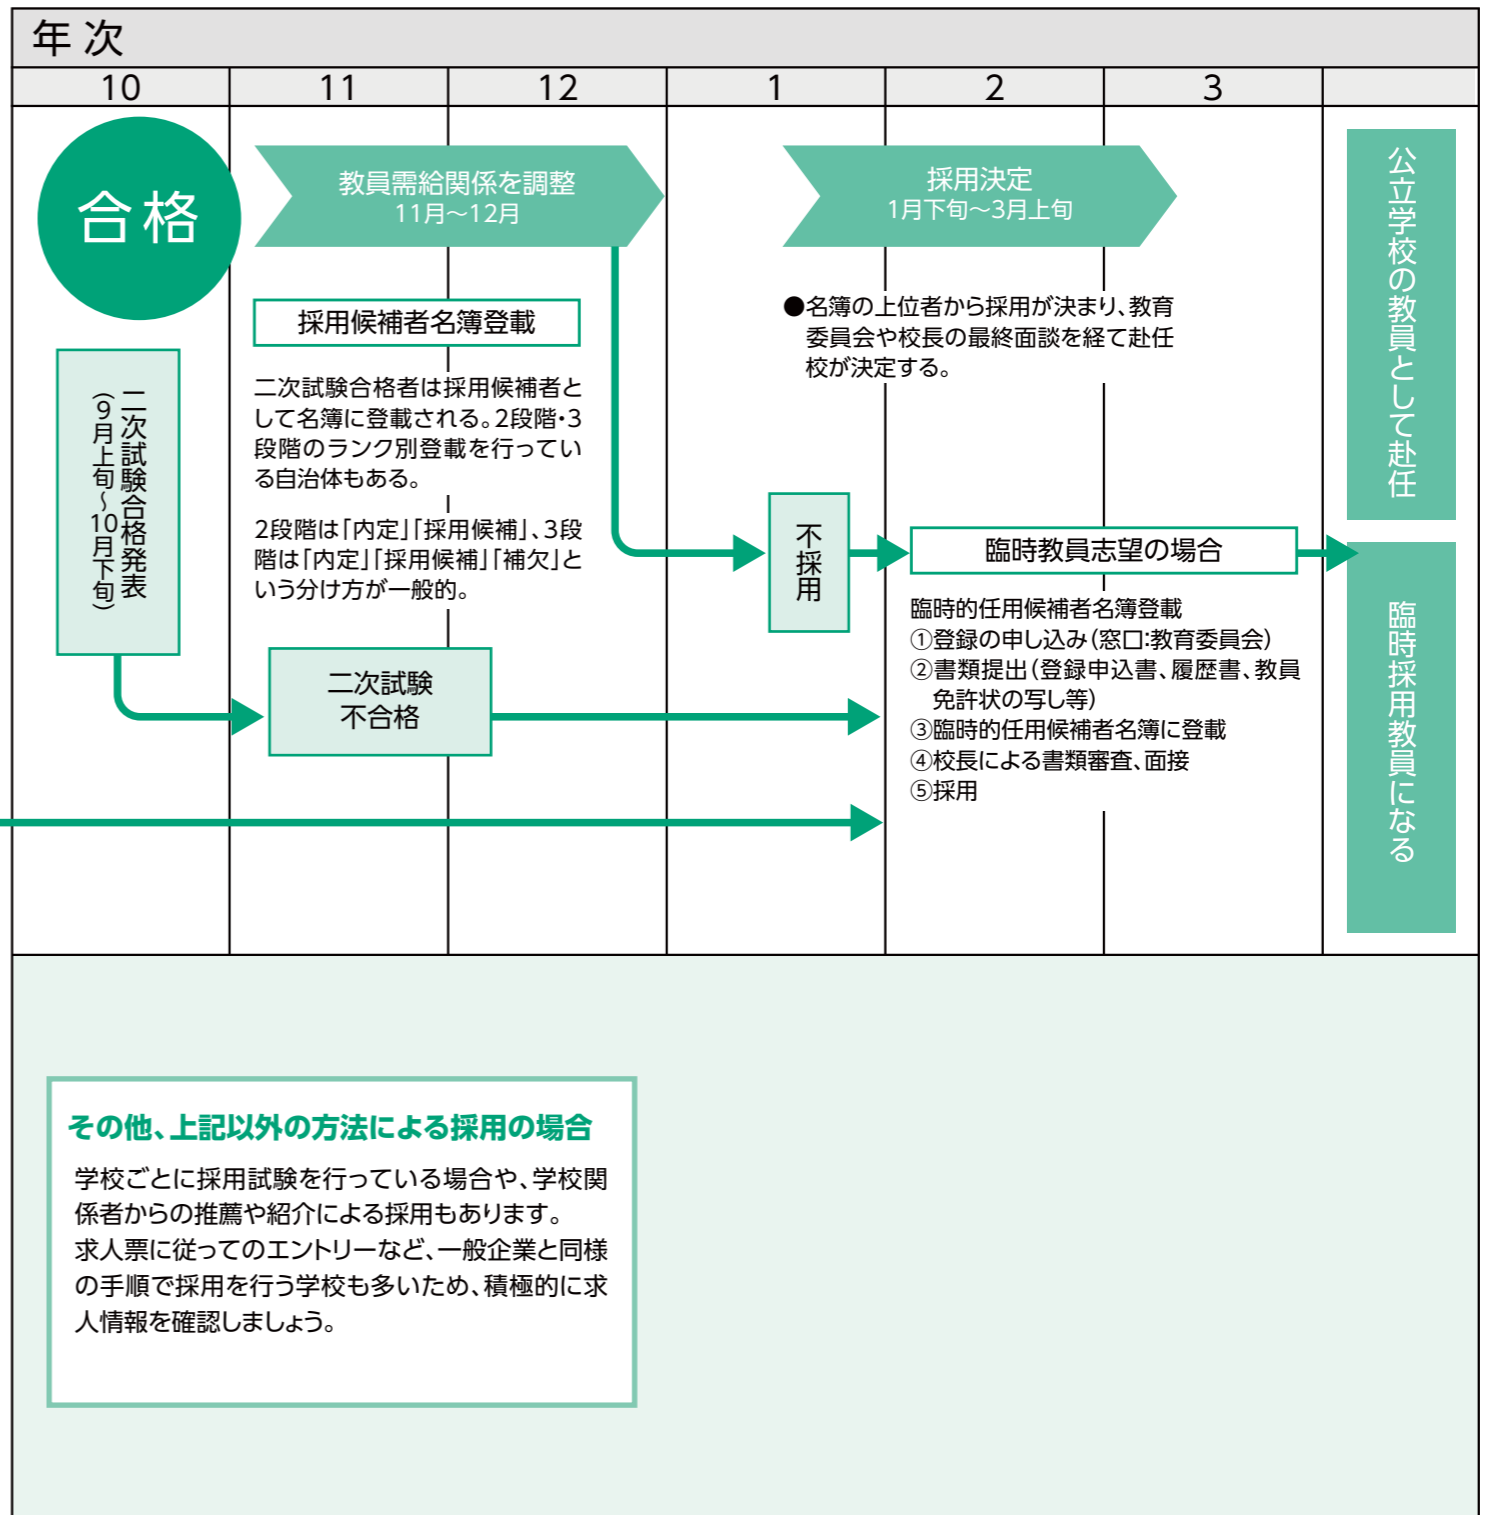 年次
10
11
12
1
2
3
合格
教員需給関係を調整
11月～12月
採用決定
1月下旬～3月上旬
公立学校の教員として赴任
採用候補者名簿登載
●名簿の上位者から採用が決まり、教育
委員会や校長の最終面談を経て赴任
校が決定する。
二次試験合格発表
（9月上旬～10月下旬）
二次試験合格者は採用候補者と
して名簿に登載される。2段階・3
段階のランク別登載を行ってい
る自治体もある。
2段階は「内定」「採用候補」、3段
階は「内定」「採用候補」「補欠」と
いう分け方が一般的。
不採用
臨時教員志望の場合
臨時採用教員になる
臨時的任用候補者名簿登載
①登録の申し込み（窓口：教育委員会）
②書類提出（登録申込書、履歴書、教員
免許状の写し等）
③臨時的任用候補者名簿に登載
④校長による書類審査、面接
⑤採用
二次試験
不合格
その他、上記以外の方法による採用の場合
学校ごとに採用試験を行っている場合や、学校関
係者からの推薦や紹介による採用もあります。
求人票に従ってのエントリーなど、一般企業と同様
の手順で採用を行う学校も多いため、積極的に求
人情報を確認しましょう。